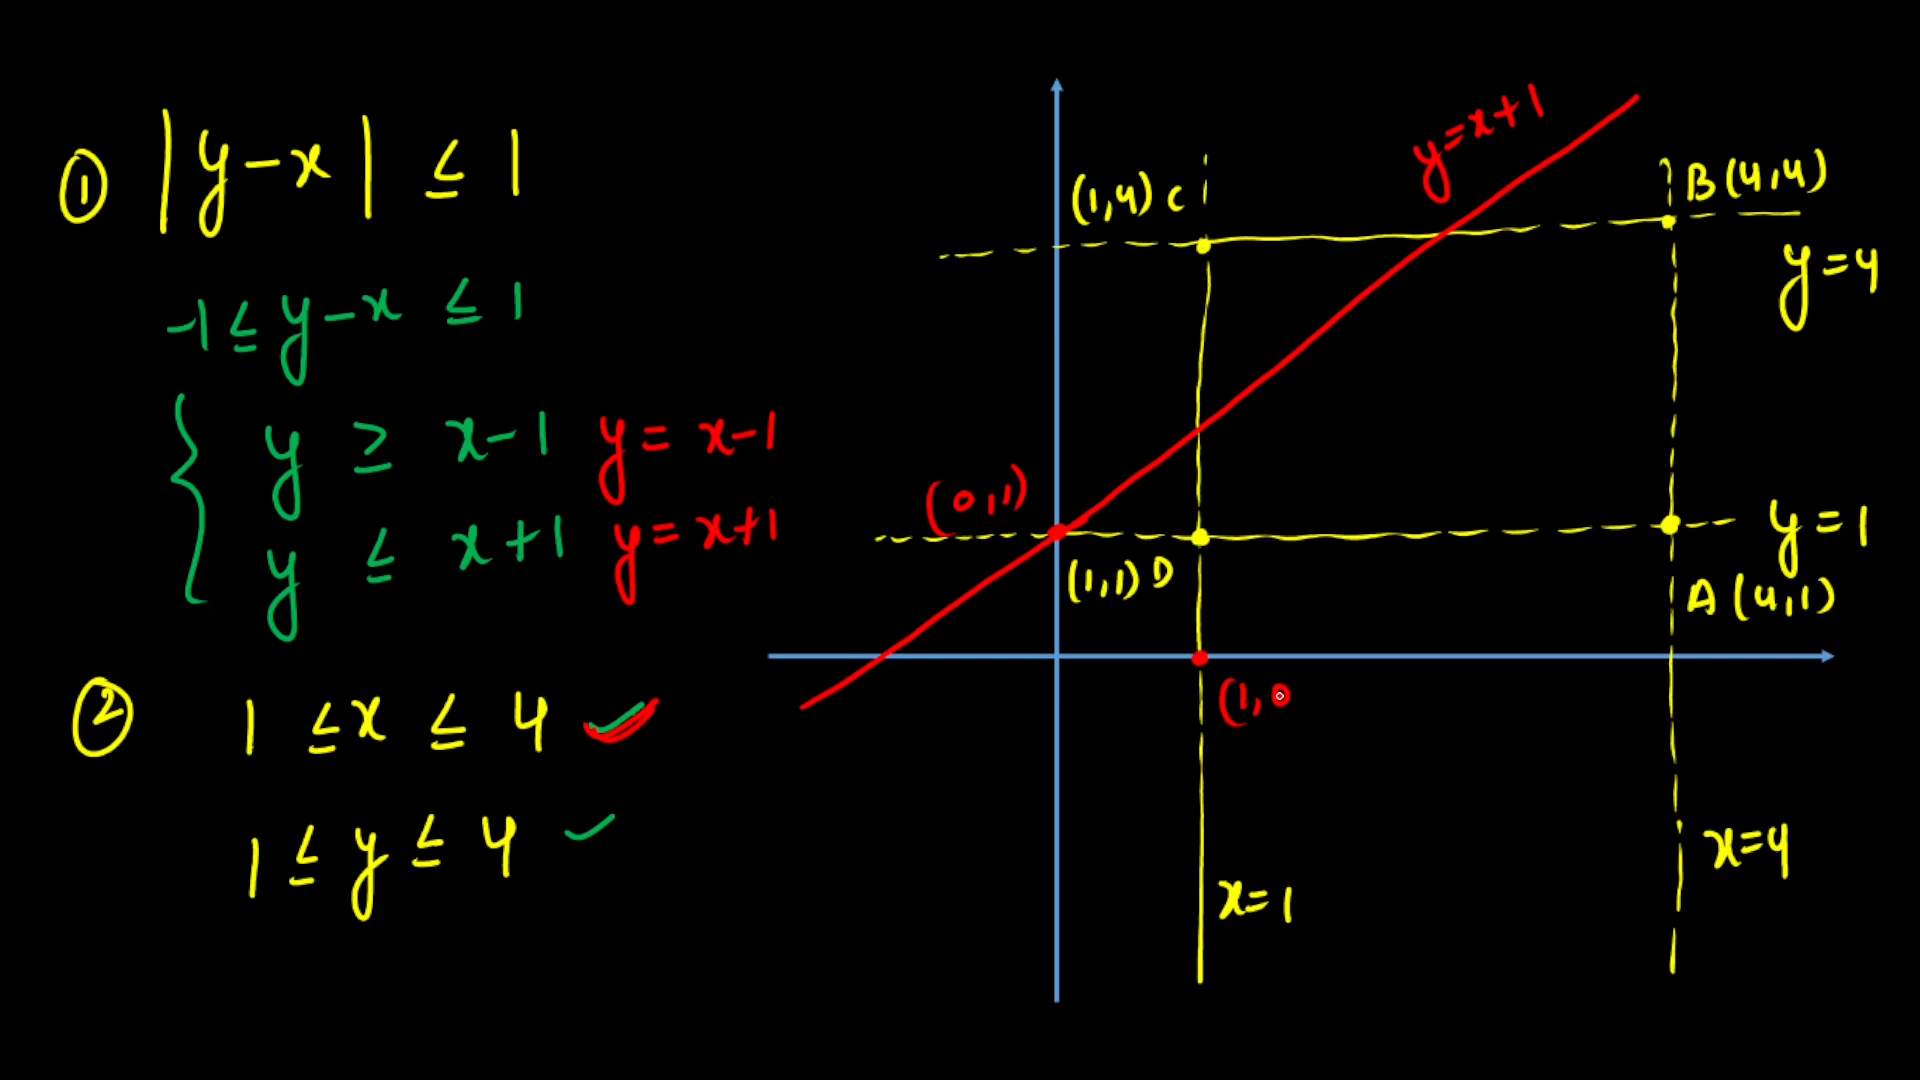 ① |y-x| ≤ 1
-1 ≤ y-x ≤ 1
{ y ≥ x-1 y = x-1
y ≤ x+1 y = x+1
② 1 ≤ x ≤ 4
1 ≤ y ≤ 4
y=x+1
(1,4) C
B (4,4)
y=4
(0,1)
y=1
(1,1) D
A (4,1)
(1,0
x=4
x=1